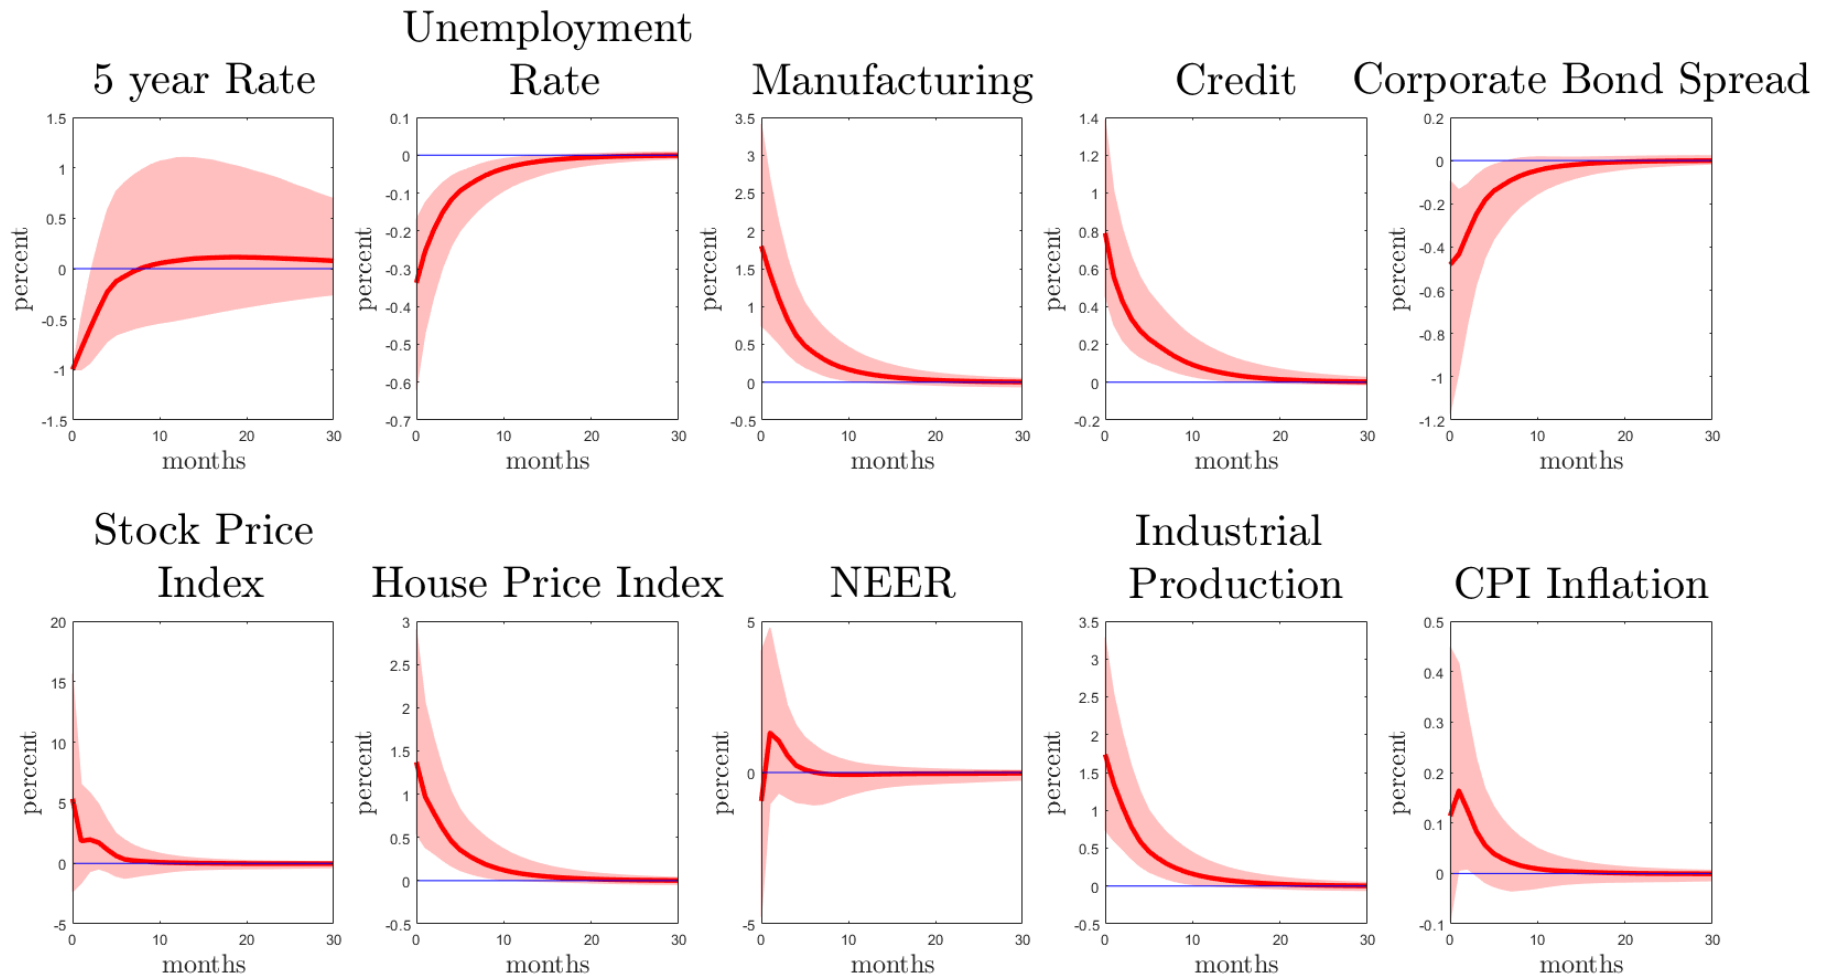 5 year Rate
Unemployment
Rate
Manufacturing
Credit
Corporate Bond Spread
1.5
1
0.5
0
-0.5
-1
-1.5
percent
0 10 20 30
months
0.1
0
-0.1
-0.2
-0.3
-0.4
-0.5
-0.6
-0.7
percent
0 10 20 30
months
3.5
3
2.5
2
1.5
1
0.5
0
-0.5
percent
0 10 20 30
months
1.4
1.2
1
0.8
0.6
0.4
0.2
0
-0.2
percent
0 10 20 30
months
0.2
0
-0.2
-0.4
-0.6
-0.8
-1
-1.2
percent
0 10 20 30
months
Stock Price
Index
House Price Index
NEER
Industrial
Production
CPI Inflation
20
15
10
5
0
-5
percent
0 10 20 30
months
3
2.5
2
1.5
1
0.5
0
-0.5
percent
0 10 20 30
months
5
0
-5
percent
0 10 20 30
months
3.5
3
2.5
2
1.5
1
0.5
0
-0.5
percent
0 10 20 30
months
0.5
0.4
0.3
0.2
0.1
0
-0.1
percent
0 10 20 30
months